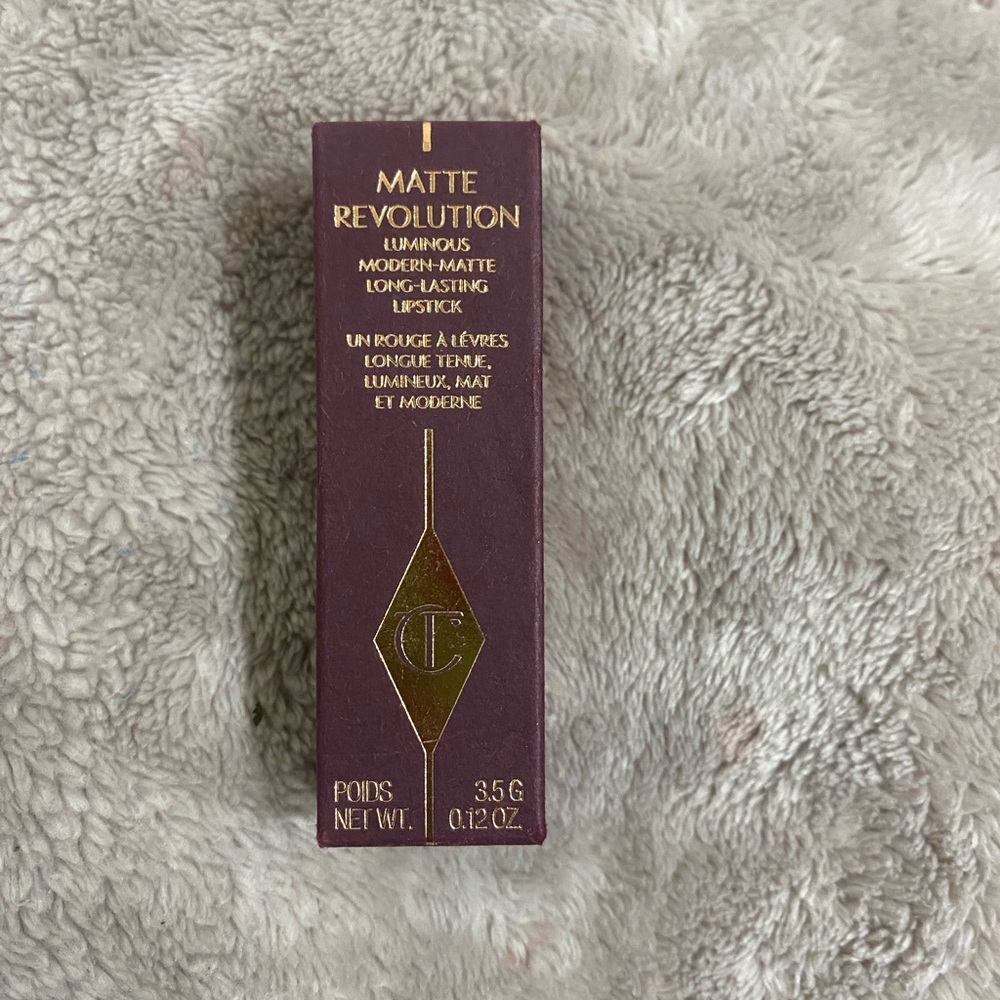 MATTE
REVOLUTION
LUMINOUS
MODERN-MATTE
LONG-LASTING
LIPSTICK
UN ROUGE À LÉVRES
LONGUE TENUE,
LUMINEUX, MAT
ET MODERNE
CT
POIDS 3.5 G
NET WT. 0.12 OZ.